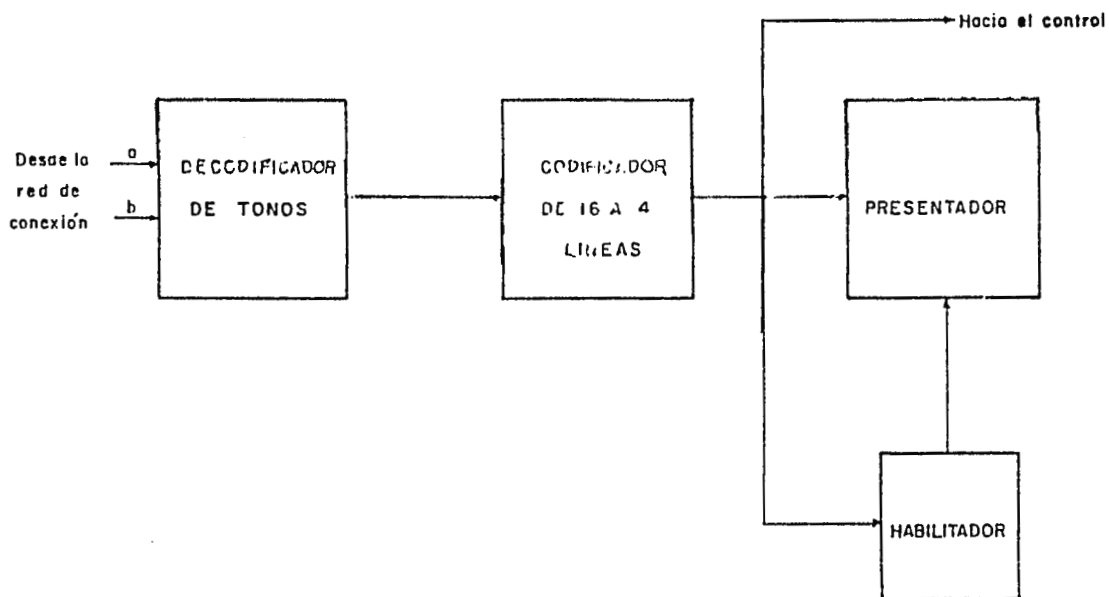 Hacia el control
Desde la
red de
conexión
a
b
DECODIFICADOR
DE TONOS
CODIFICADOR
DE 16 A 4
LINEAS
PRESENTADOR
HABILITADOR